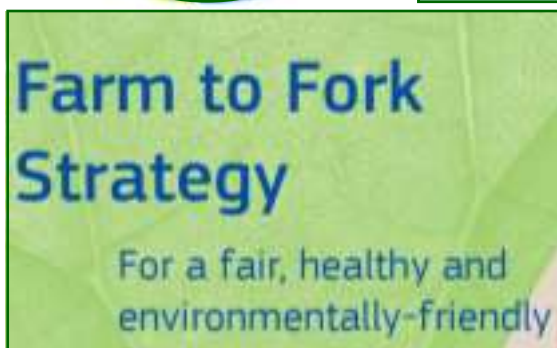 Farm to Fork
Strategy
For a fair, healthy and
environmentally-friendly